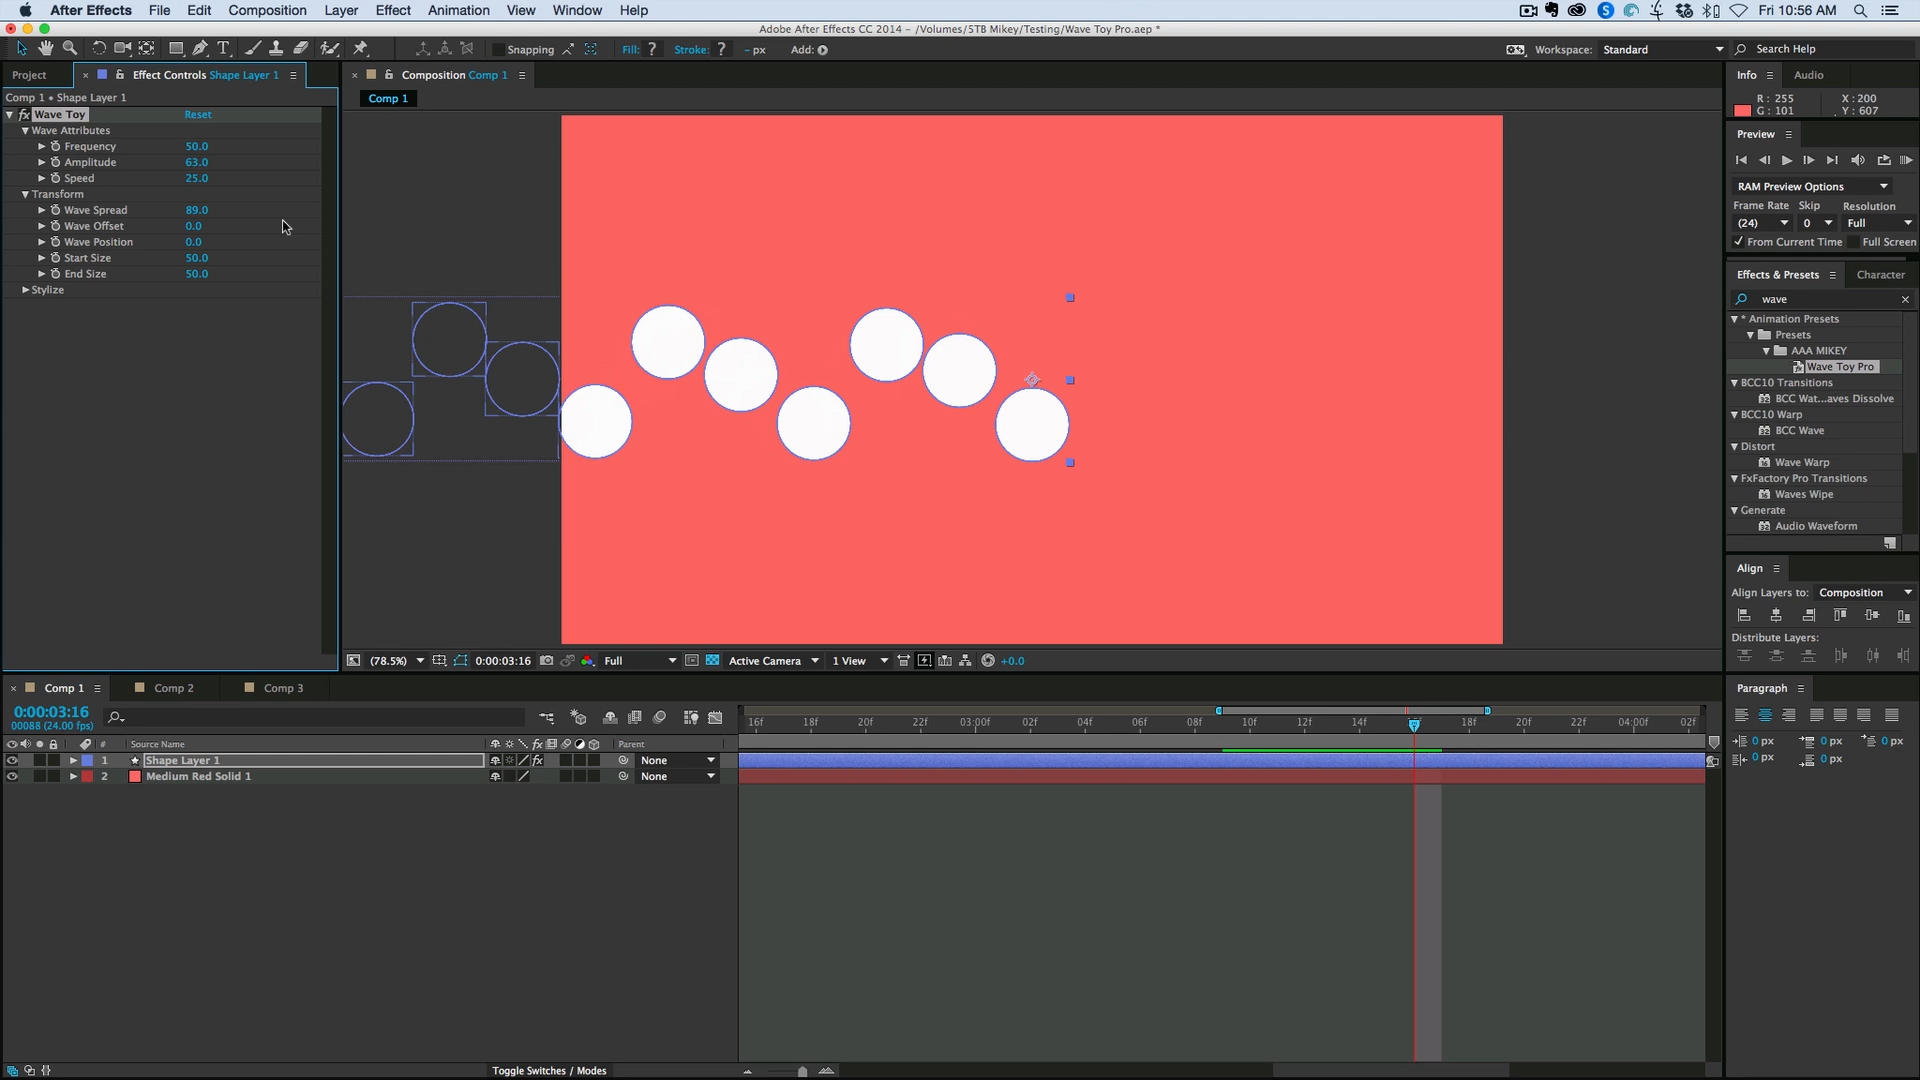 After Effects File Edit Composition Layer Effect Animation View Window Help Fri 10:56 AM
Adobe After Effects CC 2014 – /Volumes/5TB Mikey/Testing/Wave Toy Pro.aep *
Snapping Fill: ? Stroke: ? - px Add: Workspace: Standard Search Help
Project Effect Controls Shape Layer 1
Composition Comp 1
Info Audio
Comp 1 • Shape Layer 1
Comp 1
R : 255 X : 200
G : 101 Y : 607
fx Wave Toy Reset
Wave Attributes
Frequency 50.0
Amplitude 63.0
Speed 25.0
Transform
Wave Spread 89.0
Wave Offset 0.0
Wave Position 0.0
Start Size 50.0
End Size 50.0
Stylize
Preview
RAM Preview Options
Frame Rate Skip Resolution
(24) 0 Full
From Current Time Full Screen
Effects & Presets Character
wave
* Animation Presets
Presets
AAA MIKEY
Wave Toy Pro
BCC10 Transitions
BCC Wat...aves Dissolve
BCC10 Warp
BCC Wave
Distort
Wave Warp
FxFactory Pro Transitions
Waves Wipe
Generate
Audio Waveform
Align
Align Layers to: Composition
Distribute Layers:
(78.5%) 0:00:03:16 Full Active Camera 1 View +0.0
Comp 1 Comp 2 Comp 3
0:00:03:16
00088 (24.00 fps)
16f 18f 20f 22f 03:00f 02f 04f 06f 08f 10f 12f 14f 18f 20f 22f 04:00f 02f
# Source Name fx Parent
1 Shape Layer 1 fx None
2 Medium Red Solid 1 None
Paragraph
0 px 0 px 0 px
0 px 0 px
Toggle Switches / Modes